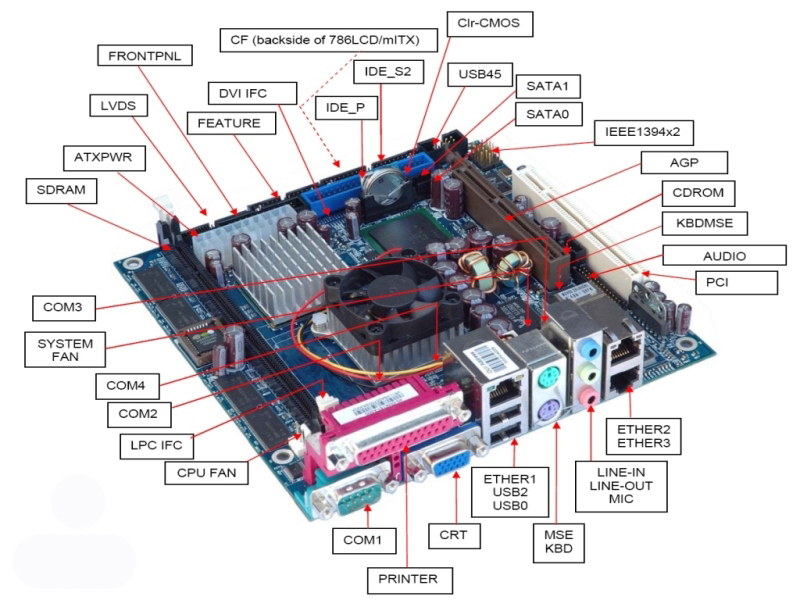 Clr-CMOS
CF (backside of 786LCD/mITX)
FRONTPNL
IDE_S2
USB45
DVI IFC
SATA1
LVDS
IDE_P
FEATURE
SATA0
IEEE1394x2
ATXPWR
AGP
SDRAM
CDROM
KBDMSE
AUDIO
PCI
COM3
SYSTEM
FAN
COM4
COM2
LPC IFC
CPU FAN
ETHER2
ETHER3
LINE-IN
LINE-OUT
MIC
ETHER1
USB2
USB0
CRT
COM1
MSE
KBD
PRINTER